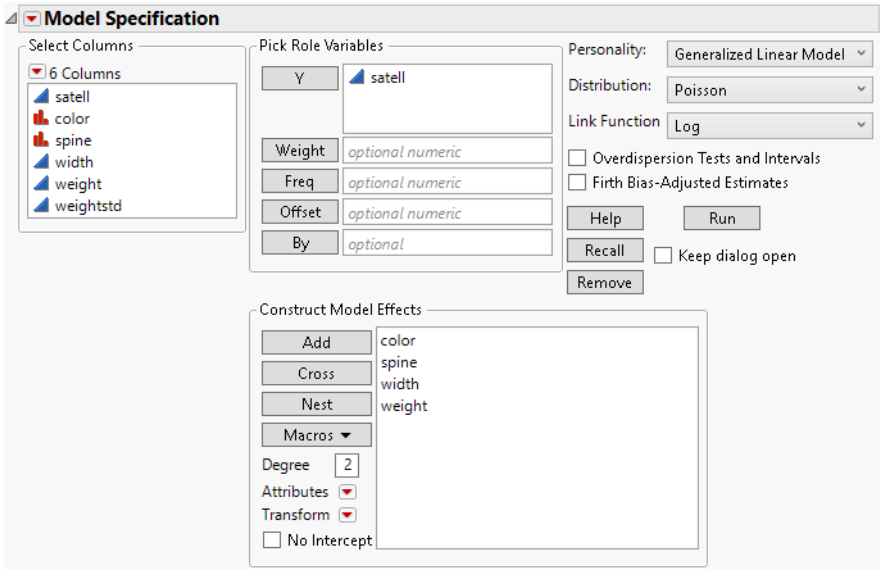 Model Specification
Select Columns
6 Columns
satell
color
spine
width
weight
weightstd
Pick Role Variables
Y
satell
Weight optional numeric
Freq optional numeric
Offset optional numeric
By optional
Personality: Generalized Linear Model
Distribution: Poisson
Link Function Log
Overdispersion Tests and Intervals
Firth Bias-Adjusted Estimates
Help Run
Recall Keep dialog open
Remove
Construct Model Effects
Add
Cross
Nest
Macros
Degree 2
Attributes
Transform
No Intercept
color
spine
width
weight